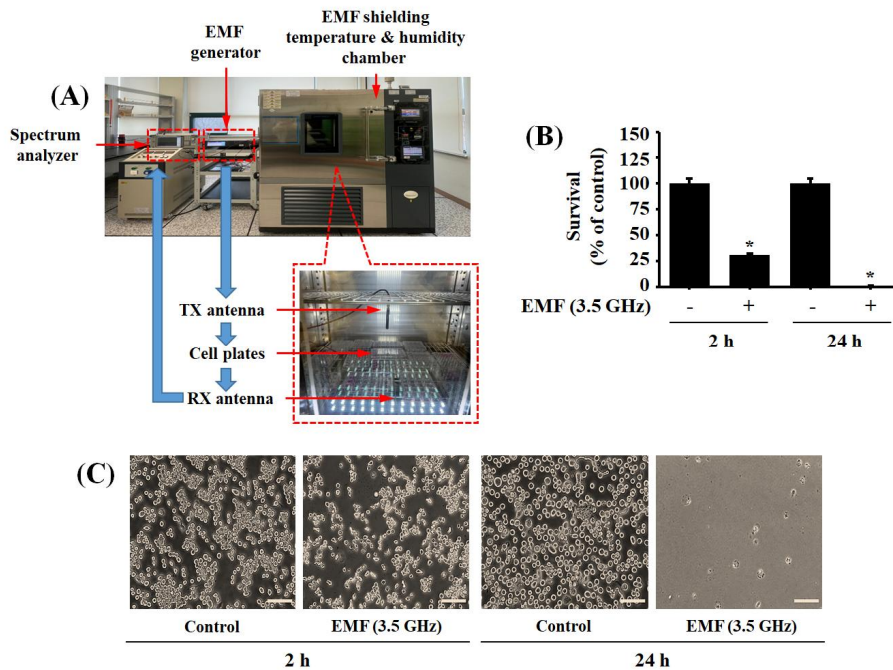 (A)
EMF
generator
EMF shielding
temperature & humidity
chamber
Spectrum
analyzer
TX antenna
Cell plates
RX antenna
(B)
Survival
(% of control)
150
125
100
75
50
25
0
*
*
EMF (3.5 GHz)
- + - +
2 h 24 h
(C)
Control EMF (3.5 GHz) Control EMF (3.5 GHz)
2 h 24 h